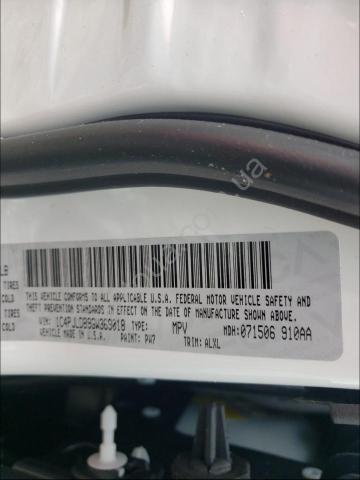 LB
TIRES
COLD
TIRES
COLD
THIS VEHICLE CONFORMS TO ALL APPLICABLE U.S.A. FEDERAL MOTOR VEHICLE SAFETY AND
THEFT PREVENTION STANDARDS IN EFFECT ON THE DATE OF MANUFACTURE SHOWN ABOVE.
VIN: TYPE: MPV MDH: 071506 910AA
VEHICLE MADE IN U.S.A. PAINT: PW7 TRIM: ALXL